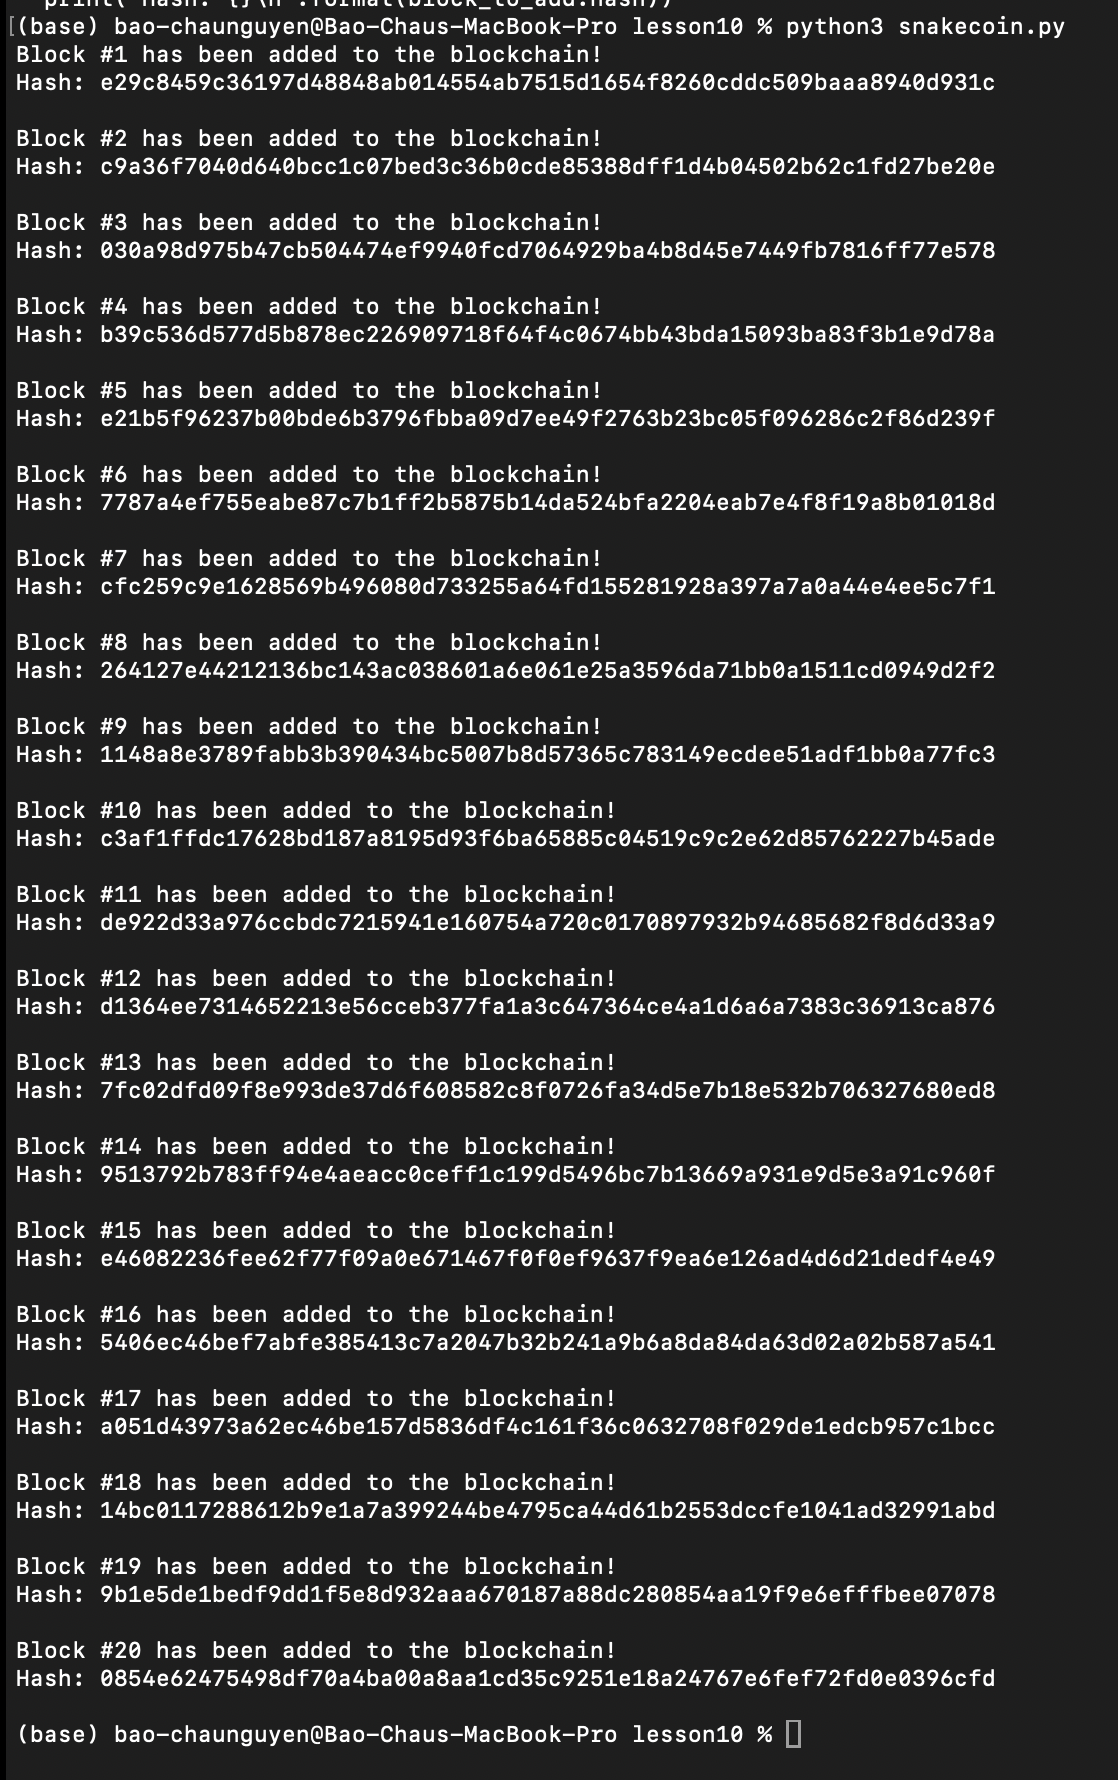 print("Hash: {}\n".format(block_to_add.hash))
[(base) bao-chaunguyen@Bao-Chaus-MacBook-Pro lesson10 % python3 snakecoin.py
Block #1 has been added to the blockchain!
Hash: e29c8459c36197d48848ab014554ab7515d1654f8260cddc509baaa8940d931c
Block #2 has been added to the blockchain!
Hash: c9a36f7040d640bcc1c07bed3c36b0cde85388dff1d4b04502b62c1fd27be20e
Block #3 has been added to the blockchain!
Hash: 030a98d975b47cb504474ef9940fcd7064929ba4b8d45e7449fb7816ff77e578
Block #4 has been added to the blockchain!
Hash: b39c536d577d5b878ec226909718f64f4c0674bb43bda15093ba83f3b1e9d78a
Block #5 has been added to the blockchain!
Hash: e21b5f96237b00bde6b3796fbba09d7ee49f2763b23bc05f096286c2f86d239f
Block #6 has been added to the blockchain!
Hash: 7787a4ef755eabe87c7b1ff2b5875b14da524bfa2204eab7e4f8f19a8b01018d
Block #7 has been added to the blockchain!
Hash: cfc259c9e1628569b496080d733255a64fd155281928a397a7a0a44e4ee5c7f1
Block #8 has been added to the blockchain!
Hash: 264127e44212136bc143ac038601a6e061e25a3596da71bb0a1511cd0949d2f2
Block #9 has been added to the blockchain!
Hash: 1148a8e3789fabb3b390434bc5007b8d57365c783149ecdee51adf1bb0a77fc3
Block #10 has been added to the blockchain!
Hash: c3af1ffdc17628bd187a8195d93f6ba65885c04519c9c2e62d85762227b45ade
Block #11 has been added to the blockchain!
Hash: de922d33a976ccbdc7215941e160754a720c0170897932b94685682f8d6d33a9
Block #12 has been added to the blockchain!
Hash: d1364ee7314652213e56cceb377fa1a3c647364ce4a1d6a6a7383c36913ca876
Block #13 has been added to the blockchain!
Hash: 7fc02dfd09f8e993de37d6f608582c8f0726fa34d5e7b18e532b706327680ed8
Block #14 has been added to the blockchain!
Hash: 9513792b783ff94e4aeacc0ceff1c199d5496bc7b13669a931e9d5e3a91c960f
Block #15 has been added to the blockchain!
Hash: e46082236fee62f77f09a0e671467f0f0ef9637f9ea6e126ad4d6d21dedf4e49
Block #16 has been added to the blockchain!
Hash: 5406ec46bef7abfe385413c7a2047b32b241a9b6a8da84da63d02a02b587a541
Block #17 has been added to the blockchain!
Hash: a051d43973a62ec46be157d5836df4c161f36c0632708f029de1edcb957c1bcc
Block #18 has been added to the blockchain!
Hash: 14bc0117288612b9e1a7a399244be4795ca44d61b2553dccfe1041ad32991abd
Block #19 has been added to the blockchain!
Hash: 9b1e5de1bedf9dd1f5e8d932aaa670187a88dc280854aa19f9e6efffbee07078
Block #20 has been added to the blockchain!
Hash: 0854e62475498df70a4ba00a8aa1cd35c9251e18a24767e6fef72fd0e0396cfd
(base) bao-chaunguyen@Bao-Chaus-MacBook-Pro lesson10 %